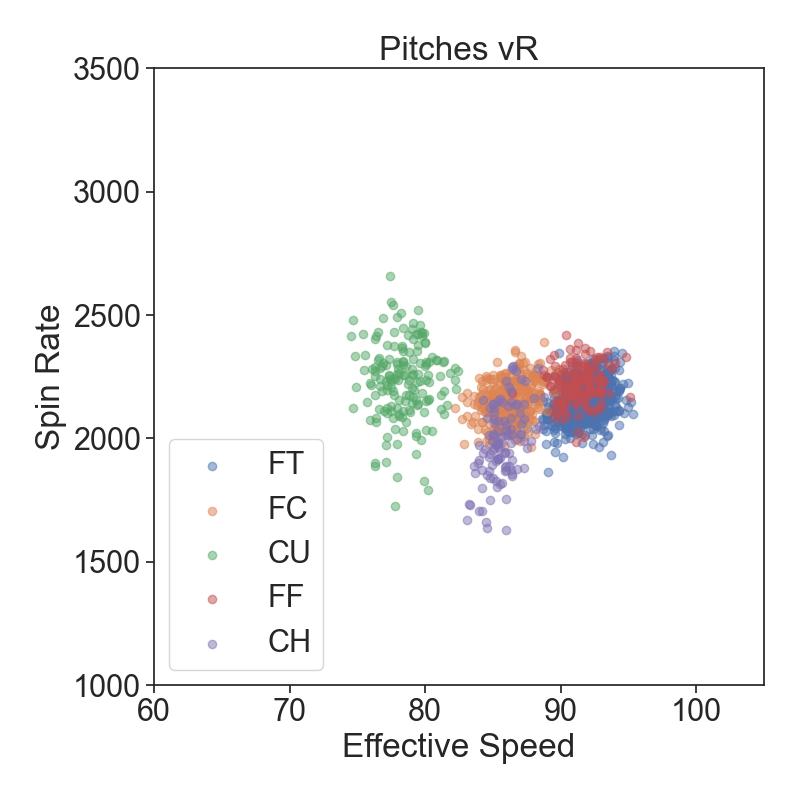 Pitches vR
3500
3000
2500
2000
1500
1000
Spin Rate
FT
FC
CU
FF
CH
60 70 80 90 100
Effective Speed